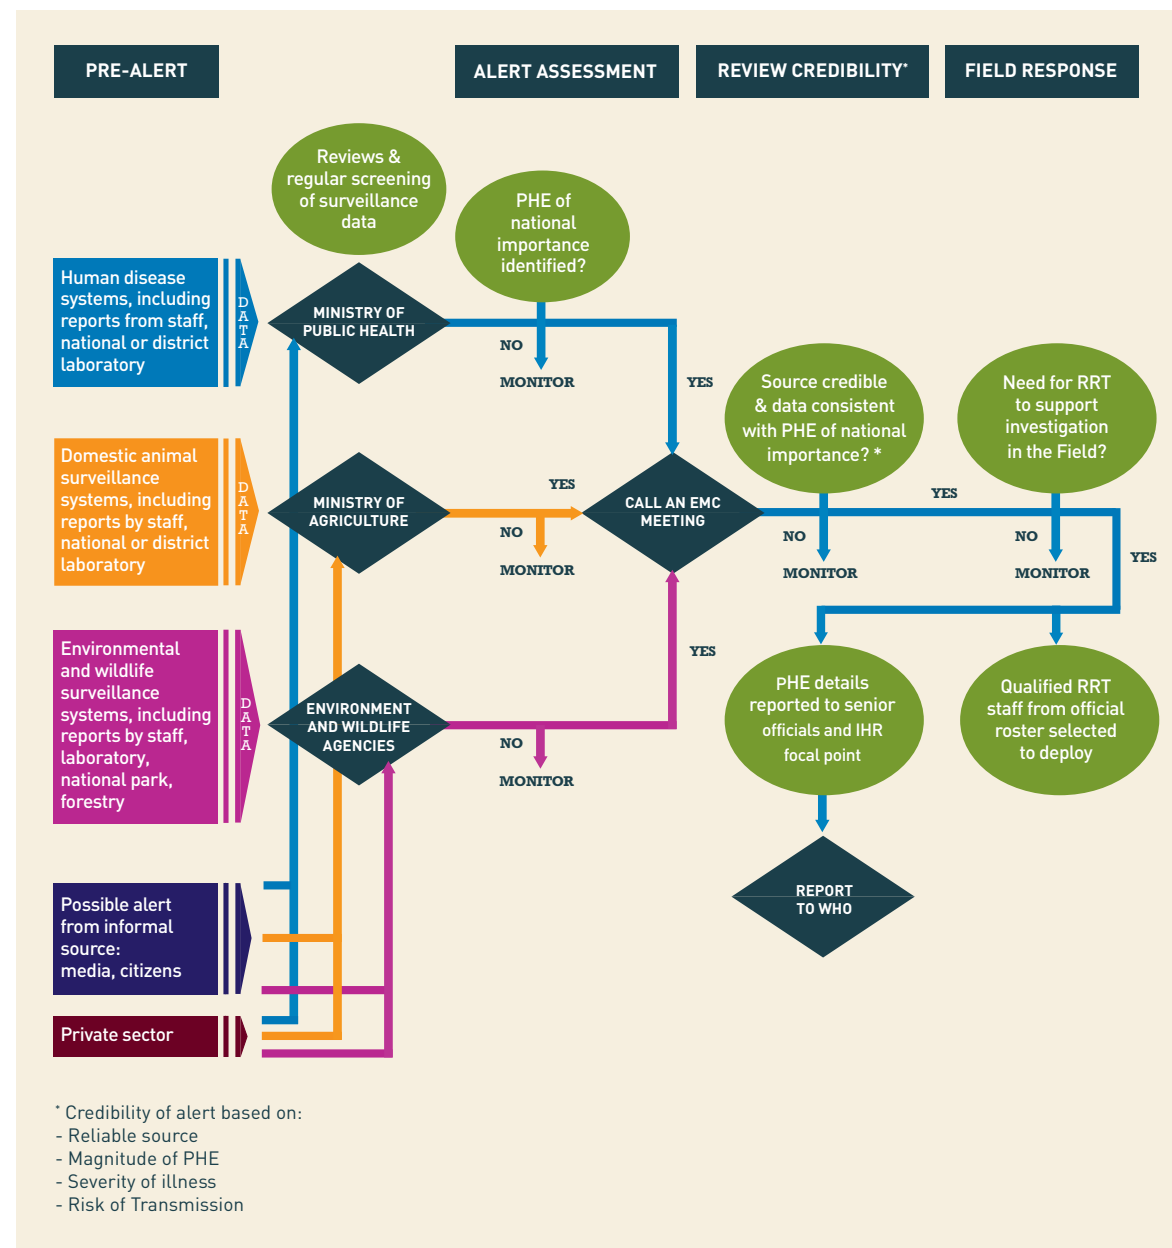 PRE-ALERT
ALERT ASSESSMENT
REVIEW CREDIBILITY*
FIELD RESPONSE
Reviews &
regular screening
of surveillance
data
PHE of
national
importance
identified?
Human disease
systems, including
reports from staff,
national or district
laboratory
DATA
MINISTRY OF
PUBLIC HEALTH
NO
MONITOR
YES
Source credible
& data consistent
with PHE of national
importance? *
Need for RRT
to support
investigation
in the Field?
Domestic animal
surveillance
systems, including
reports by staff,
national or district
laboratory
DATA
MINISTRY OF
AGRICULTURE
YES
NO
MONITOR
CALL AN EMC
MEETING
YES
NO
MONITOR
NO
MONITOR
YES
Environmental
and wildlife
surveillance
systems, including
reports by staff,
laboratory,
national park,
forestry
DATA
ENVIRONMENT
AND WILDLIFE
AGENCIES
NO
MONITOR
YES
PHE details
reported to senior
officials and IHR
focal point
Qualified RRT
staff from official
roster selected
to deploy
REPORT
TO WHO
Possible alert
from informal
source:
media, citizens
Private sector
* Credibility of alert based on:
- Reliable source
- Magnitude of PHE
- Severity of illness
- Risk of Transmission